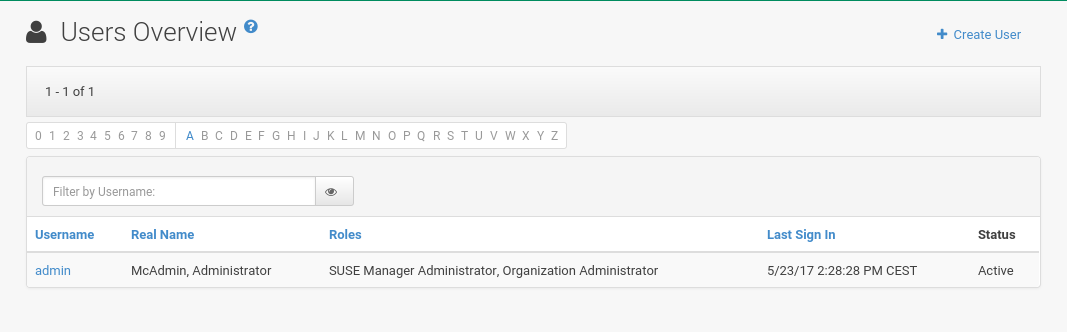 Users Overview ?
Create User
1 - 1 of 1
0 1 2 3 4 5 6 7 8 9 A B C D E F G H I J K L M N O P Q R S T U V W X Y Z
Filter by Username:
Username Real Name Roles Last Sign In Status
admin McAdmin, Administrator SUSE Manager Administrator, Organization Administrator 5/23/17 2:28:28 PM CEST Active